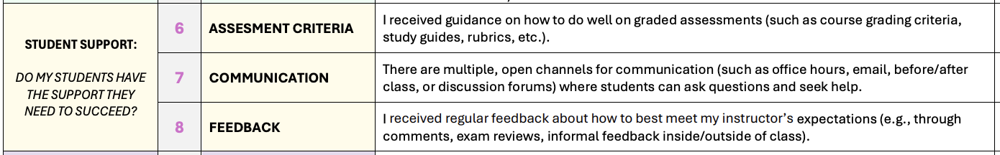 STUDENT SUPPORT:
DO MY STUDENTS HAVE
THE SUPPORT THEY
NEED TO SUCCEED?
6
ASSESMENT CRITERIA
I received guidance on how to do well on graded assessments (such as course grading criteria,
study guides, rubrics, etc.).
7
COMMUNICATION
There are multiple, open channels for communication (such as office hours, email, before/after
class, or discussion forums) where students can ask questions and seek help.
8
FEEDBACK
I received regular feedback about how to best meet my instructor’s expectations (e.g., through
comments, exam reviews, informal feedback inside/outside of class).